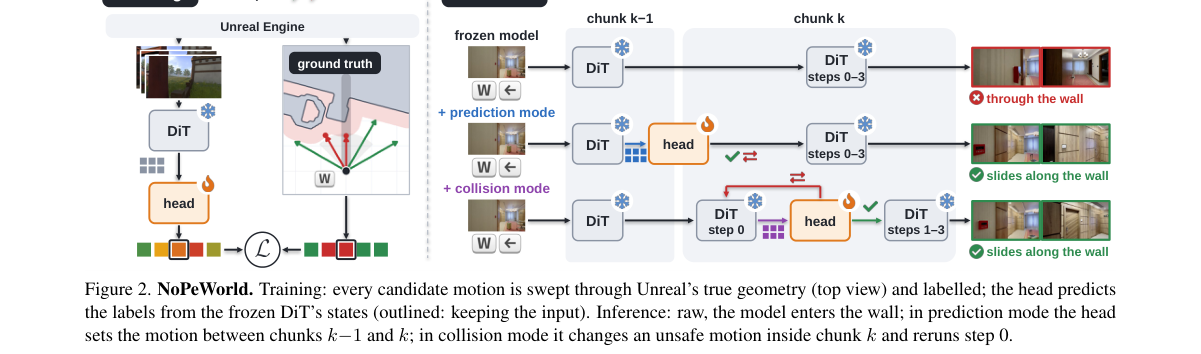 Unreal Engine
ground truth
W
DiT
head
ℒ
chunk k−1
chunk k
frozen model
W ←
DiT
DiT
steps 0–3
through the wall
+ prediction mode
W ←
DiT
head
DiT
steps 0–3
slides along the wall
+ collision mode
W ←
DiT
DiT
step 0
head
DiT
steps 1–3
slides along the wall
Figure 2. NoPeWorld. Training: every candidate motion is swept through Unreal’s true geometry (top view) and labelled; the head predicts
the labels from the frozen DiT’s states (outlined: keeping the input). Inference: raw, the model enters the wall; in prediction mode the head
sets the motion between chunks k−1 and k; in collision mode it changes an unsafe motion inside chunk k and reruns step 0.